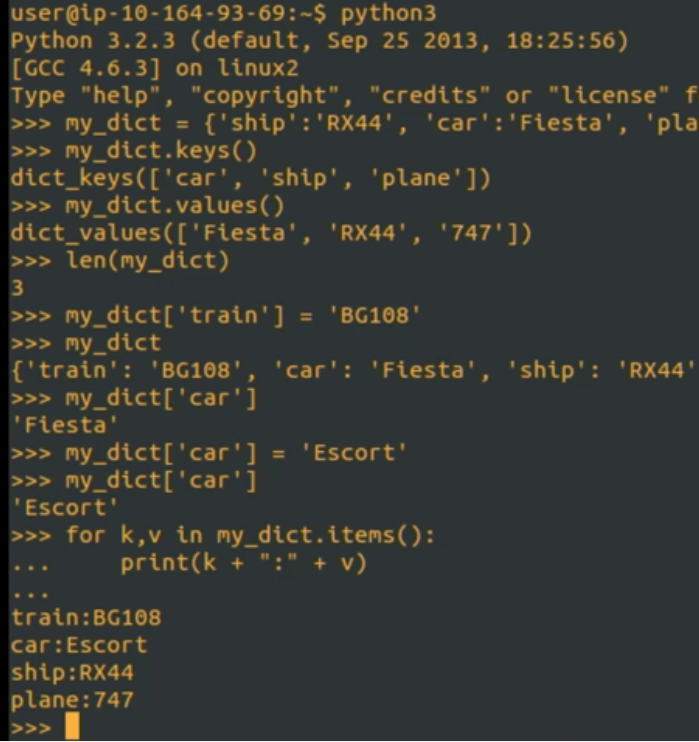 user@ip-10-164-93-69:~$ python3
Python 3.2.3 (default, Sep 25 2013, 18:25:56)
[GCC 4.6.3] on linux2
Type "help", "copyright", "credits" or "license" f
>>> my_dict = {'ship':'RX44', 'car':'Fiesta', 'pla
>>> my_dict.keys()
dict_keys(['car', 'ship', 'plane'])
>>> my_dict.values()
dict_values(['Fiesta', 'RX44', '747'])
>>> len(my_dict)
3
>>> my_dict['train'] = 'BG108'
>>> my_dict
{'train': 'BG108', 'car': 'Fiesta', 'ship': 'RX44'
>>> my_dict['car']
'Fiesta'
>>> my_dict['car'] = 'Escort'
>>> my_dict['car']
'Escort'
>>> for k,v in my_dict.items():
...     print(k + ":" + v)
...
train:BG108
car:Escort
ship:RX44
plane:747
>>>